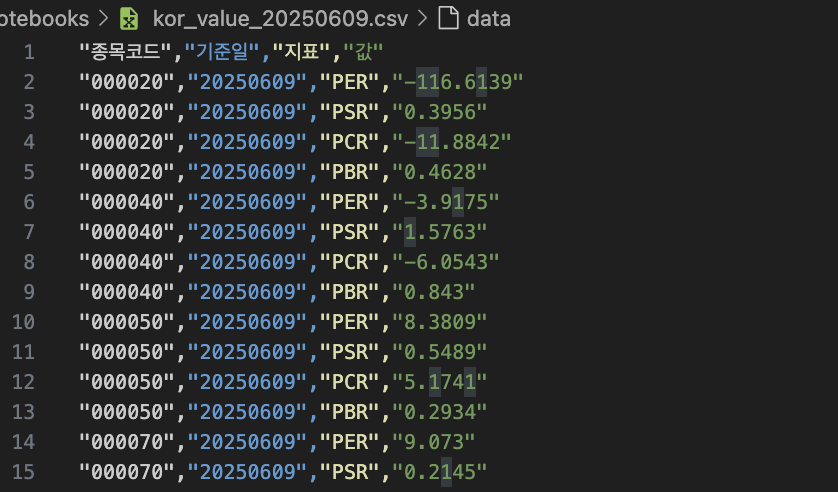 otebooks > kor_value_20250609.csv > data
1 "종목코드","기준일","지표","값"
2 "000020","20250609","PER","-116.6139"
3 "000020","20250609","PSR","0.3956"
4 "000020","20250609","PCR","-11.8842"
5 "000020","20250609","PBR","0.4628"
6 "000040","20250609","PER","-3.9175"
7 "000040","20250609","PSR","1.5763"
8 "000040","20250609","PCR","-6.0543"
9 "000040","20250609","PBR","0.843"
10 "000050","20250609","PER","8.3809"
11 "000050","20250609","PSR","0.5489"
12 "000050","20250609","PCR","5.1741"
13 "000050","20250609","PBR","0.2934"
14 "000070","20250609","PER","9.073"
15 "000070","20250609","PSR","0.2145"